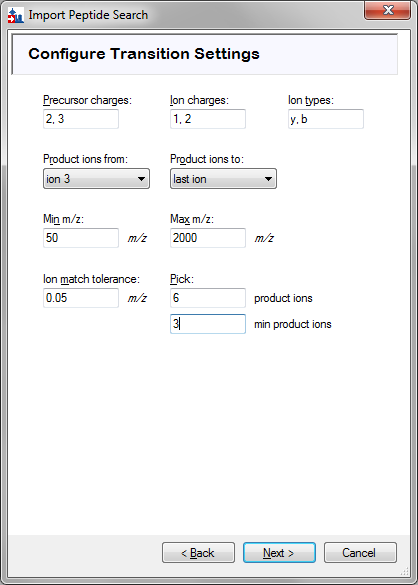 Import Peptide Search
Configure Transition Settings
Precursor charges: Ion charges: Ion types:
2, 3 1, 2 y, b
Product ions from: Product ions to:
ion 3 last ion
Min m/z: Max m/z:
50 m/z 2000 m/z
Ion match tolerance: Pick:
0.05 m/z 6 product ions
3 min product ions
< Back Next > Cancel